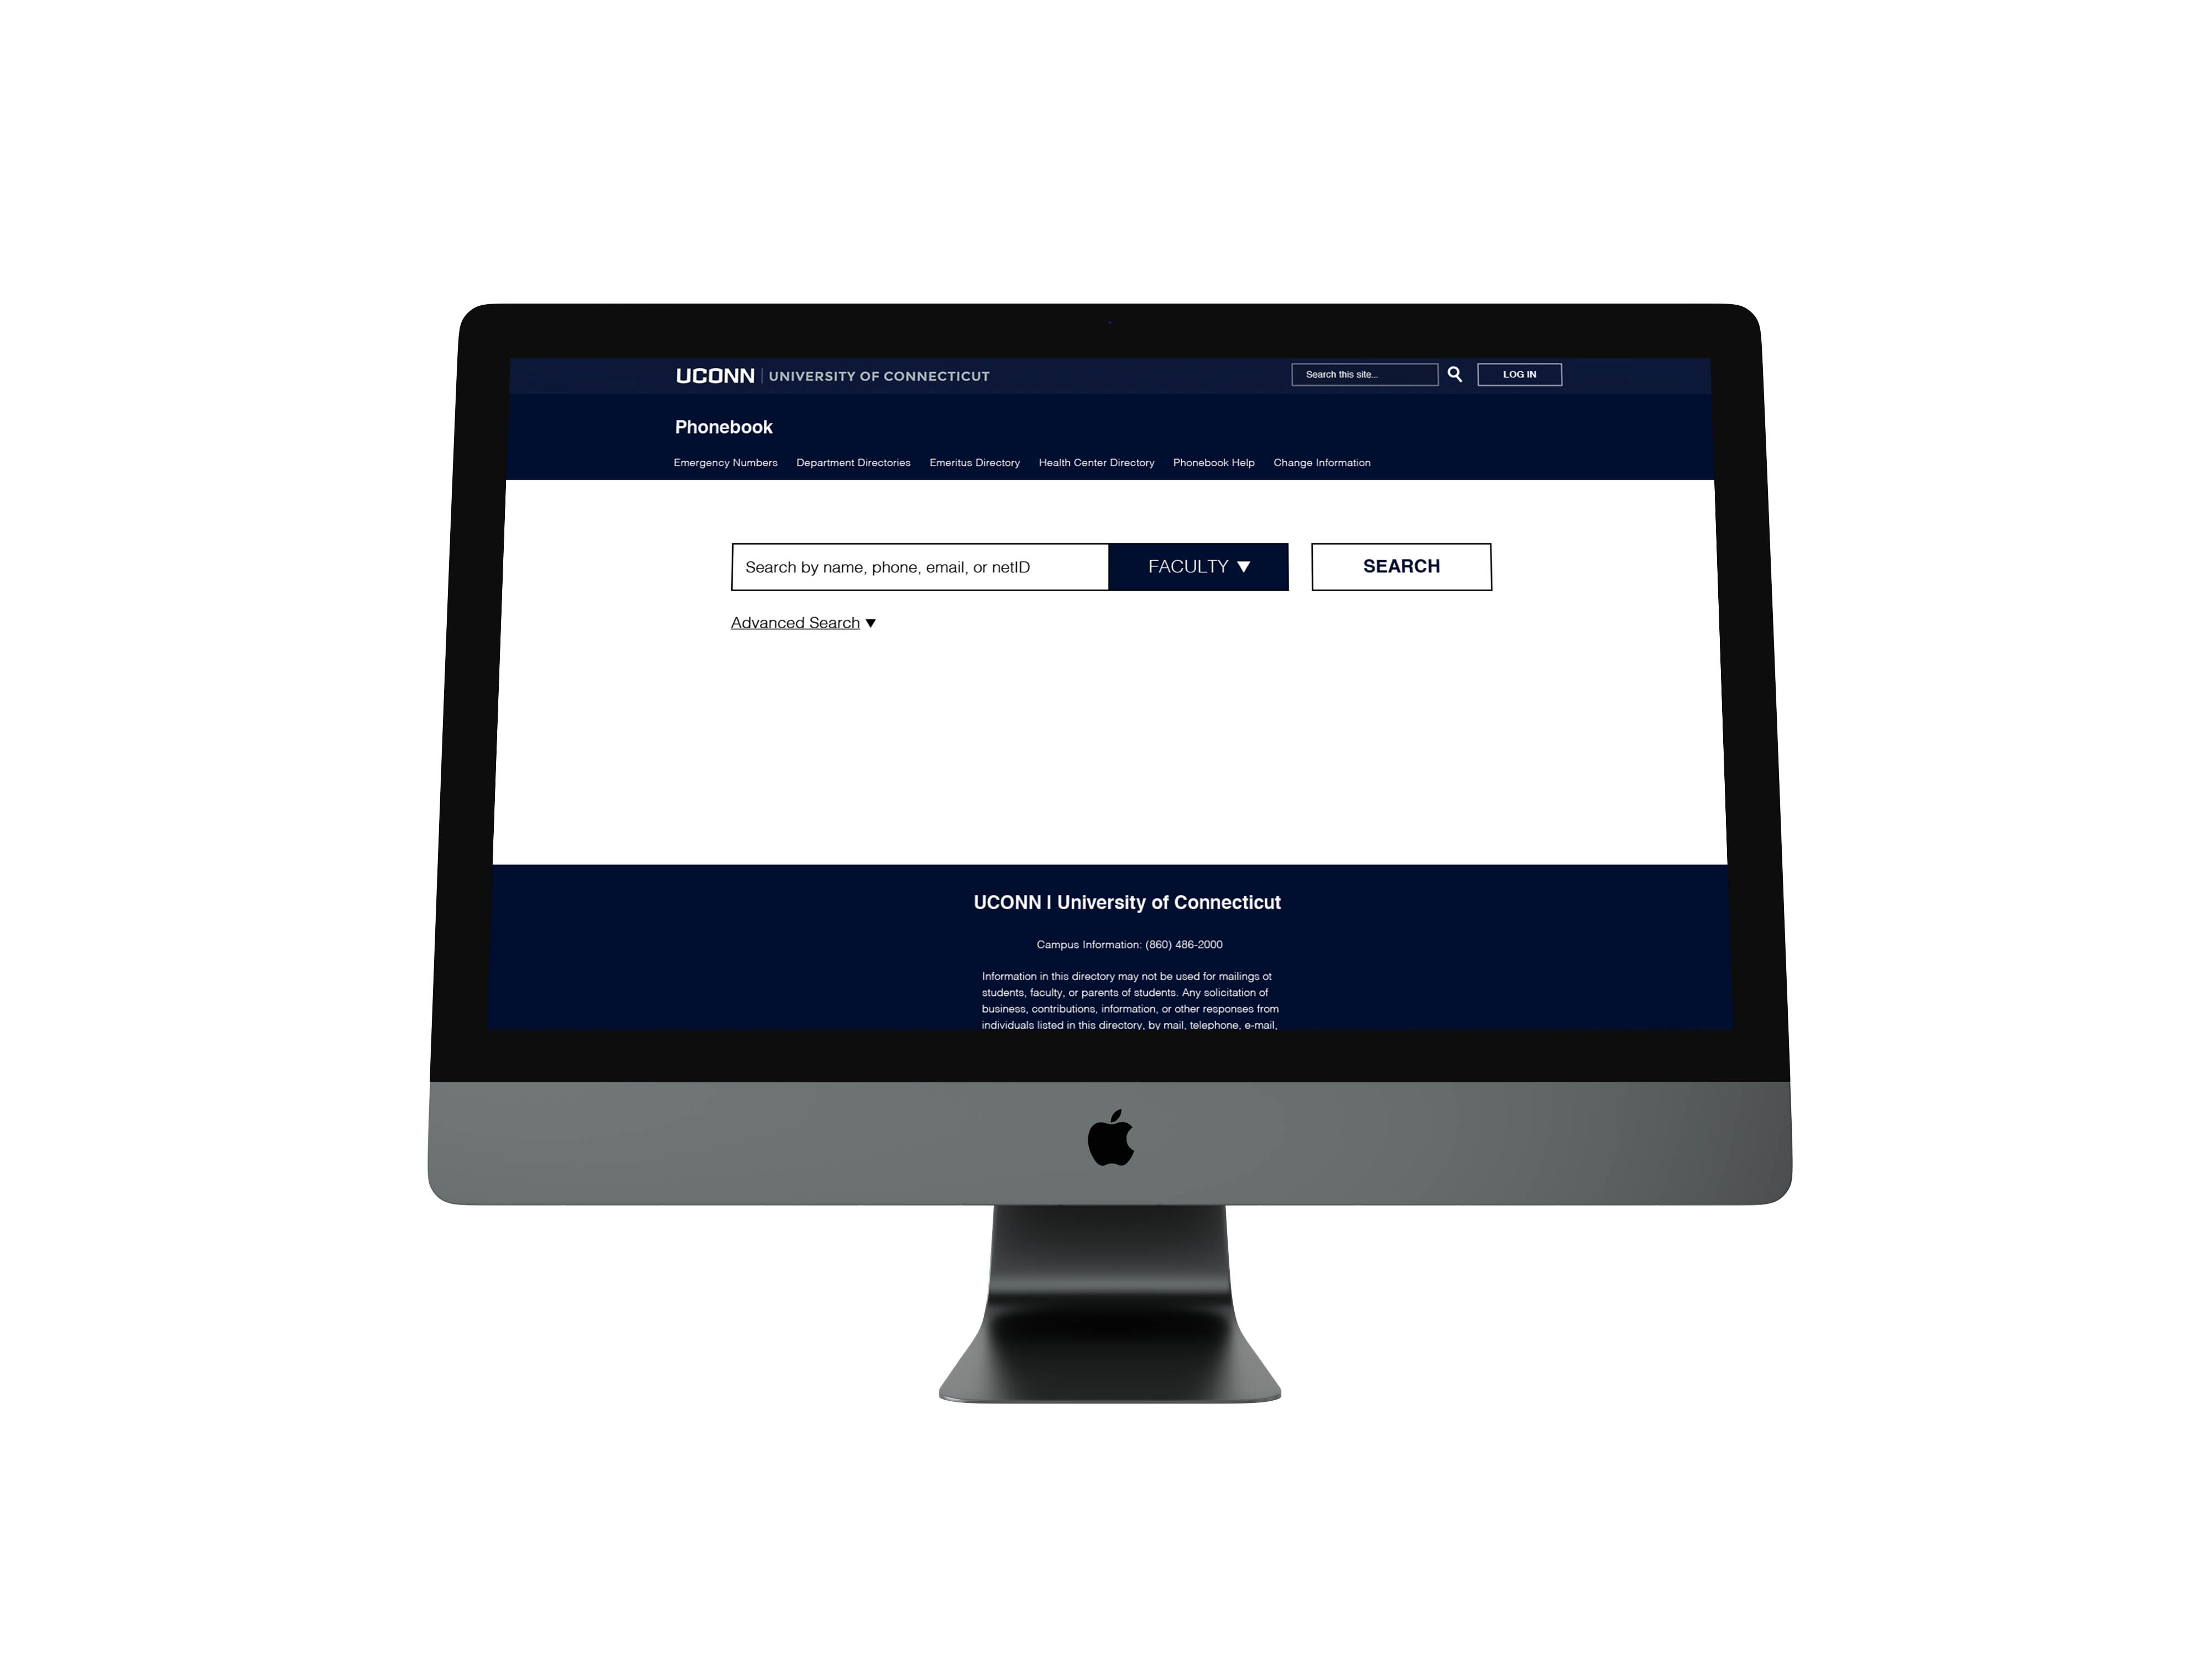 UCONN | UNIVERSITY OF CONNECTICUT
Search this site...
LOG IN
Phonebook
Emergency Numbers Department Directories Emeritus Directory Health Center Directory Phonebook Help Change Information
Search by name, phone, email, or netID
FACULTY ▼
SEARCH
Advanced Search ▼
UCONN | University of Connecticut
Campus Information: (860) 486-2000
Information in this directory may not be used for mailings ot
students, faculty, or parents of students. Any solicitation of
business, contributions, information, or other responses from
individuals listed in this directory, by mail, telephone, e-mail,